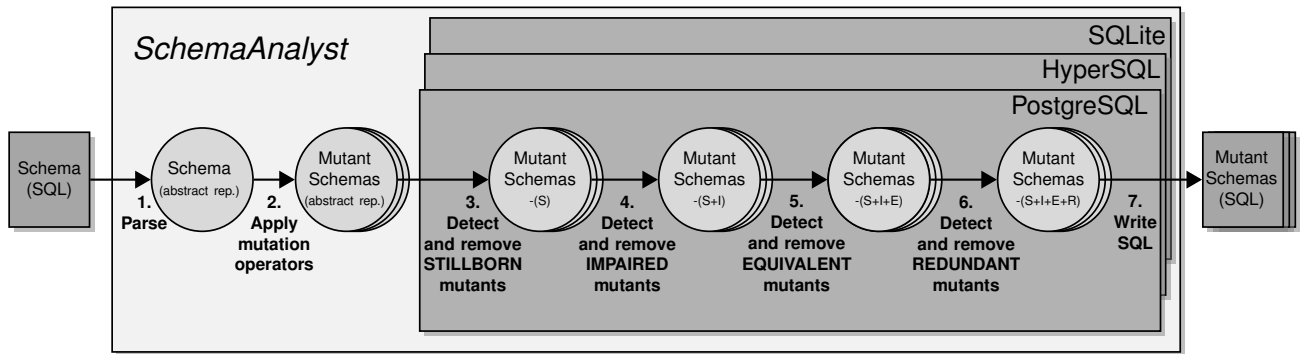 SchemaAnalyst
SQLite
HyperSQL
PostgreSQL
Schema
(SQL)
Schema
(abstract rep.)
Mutant
Schemas
(abstract rep.)
Mutant
Schemas
-(S)
Mutant
Schemas
-(S+I)
Mutant
Schemas
-(S+I+E)
Mutant
Schemas
-(S+I+E+R)
Mutant
Schemas
(SQL)
1.
Parse
2.
Apply
mutation
operators
3.
Detect
and remove
STILLBORN
mutants
4.
Detect
and remove
IMPAIRED
mutants
5.
Detect
and remove
EQUIVALENT
mutants
6.
Detect
and remove
REDUNDANT
mutants
7.
Write
SQL